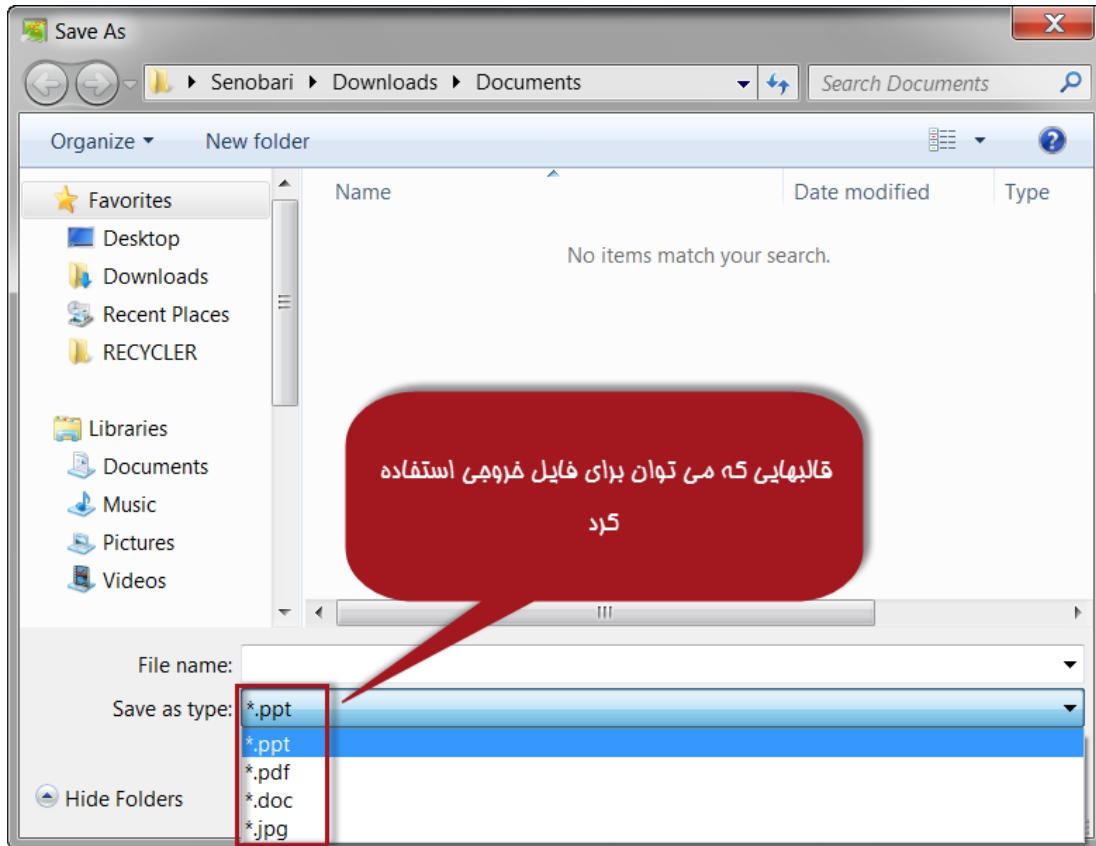 Save As
Senobari Downloads Documents
Search Documents
Organize
New folder
Name
Date modified
Type
Favorites
No items match your search.
Desktop
Downloads
Recent Places
RECYCLER
Libraries
Documents
Music
Pictures
Videos
قالبهایی که می توان برای فایل خروجی استفاده
کرد
File name:
Save as type: *.ppt
*.ppt
*.pdf
*.doc
*.jpg
Hide Folders